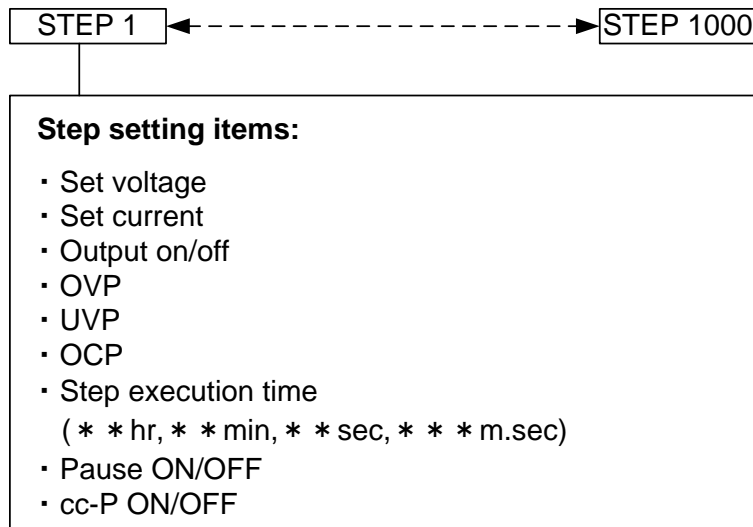 STEP 1 STEP 1000
Step setting items:
・Set voltage
・Set current
・Output on/off
・OVP
・UVP
・OCP
・Step execution time
(＊＊hr,＊＊min,＊＊sec,＊＊＊m.sec)
・Pause ON/OFF
・cc-P ON/OFF